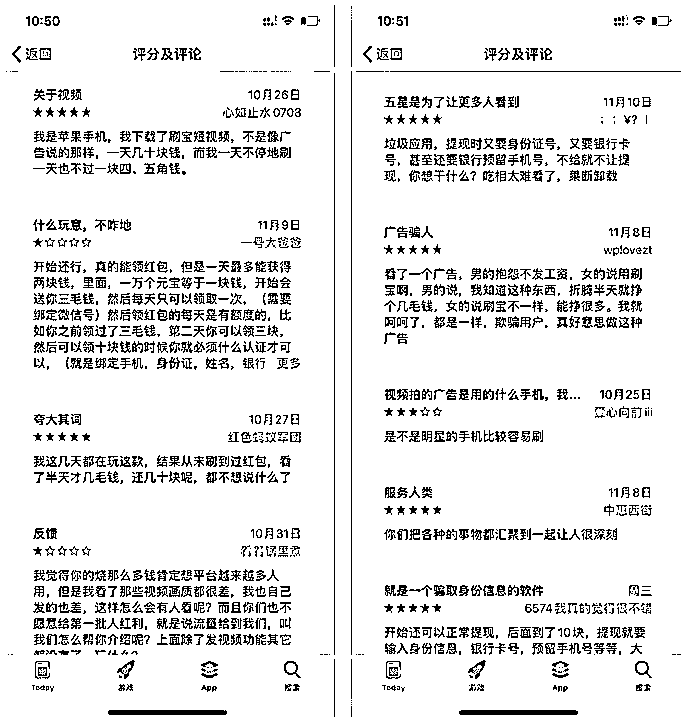 10:50
返回
评分及评论
关于视频
10月26日
★★★★★
心如止水0703
我是苹果手机，我下载了刷宝短视频，不是像广
告说的那样，一天几十块钱，而我一天不停地刷
一天也不过一块四、五角钱。
什么玩意，不咋地
11月9日
★☆☆☆☆
一号大爸爸
开始还行，真的能领红包，但是一天最多能获得
两块钱，里面，一万个元宝等于一块钱，开始会
送你三毛钱，然后每天只可以领取一次，（需要
绑定微信号）然后领红包的每天是有额度的，比
如你之前领过了三毛钱，第二天你可以领三块，
然后可以领十块钱的时候你就必须什么认证才可
以，（就是绑定手机，身份证，姓名，银行 更多
夸大其词
10月27日
★★★★★
红色蚂蚁军团
我这几天都在玩这款，结果从末刷到过红包，看
了半天才几毛钱，还几十块呢，都不想说什么了
反馈
10月31日
★☆☆☆☆
我觉得你的烧那么多钱肯定想平台越来越多人
用，但是我看了那些视频画质都很差，我也自己
发的也差，这样怎么会有人看呢？而且你们也不
愿意给第一批人红利，就是说流量给到我们，叫
我们怎么帮你介绍呢？上面除了发视频功能其它
Today
游戏
App
搜索
10:51
返回
评分及评论
五星是为了让更多人看到
11月10日
★★★★★
垃圾应用，提现时又要身份证号，又要银行卡
号，甚至还要银行预留手机号，不给就不让提
现，你想干什么？吃相太难看了，果断卸载
广告骗人
11月8日
★★★★★
wplovezt
看了一个广告，男的抱怨不发工资，女的说用刷
宝啊，男的说，我知道这种东西，折腾半天就挣
个几毛钱，女的说刷宝不一样，能挣很多。我就
呵呵了，都是一样，欺骗用户，真好意思做这种
广告
视频拍的广告是用的什么手机，我...
10月25日
★★★☆☆
爱心向前iii
是不是明星的手机比较容易刷
服务人类
11月8日
★★★★★
中恶西街
你们把各种的事物都汇聚到一起让人很深刻
就是一个骗取身份信息的软件
周三
★★★★★
6574我真的觉得很不错
开始还可以正常提现，后面到了10块，提现就要
输入身份信息，银行卡号，预留手机号等等，大
Today
游戏
App
搜索